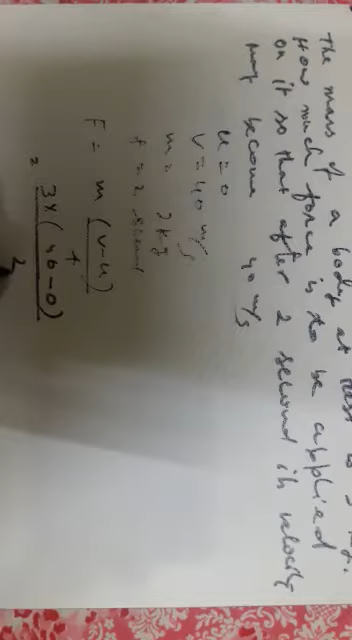 The mass of a body at rest is 3 kg.
How much force is to be applied
on it so that after 2 second its velocity
may become 40 m/s
u = 0
v = 40 m/s
m = 3 kg
t = 2 second
F = m (v-u)
t
= 3 × (40-0)
2